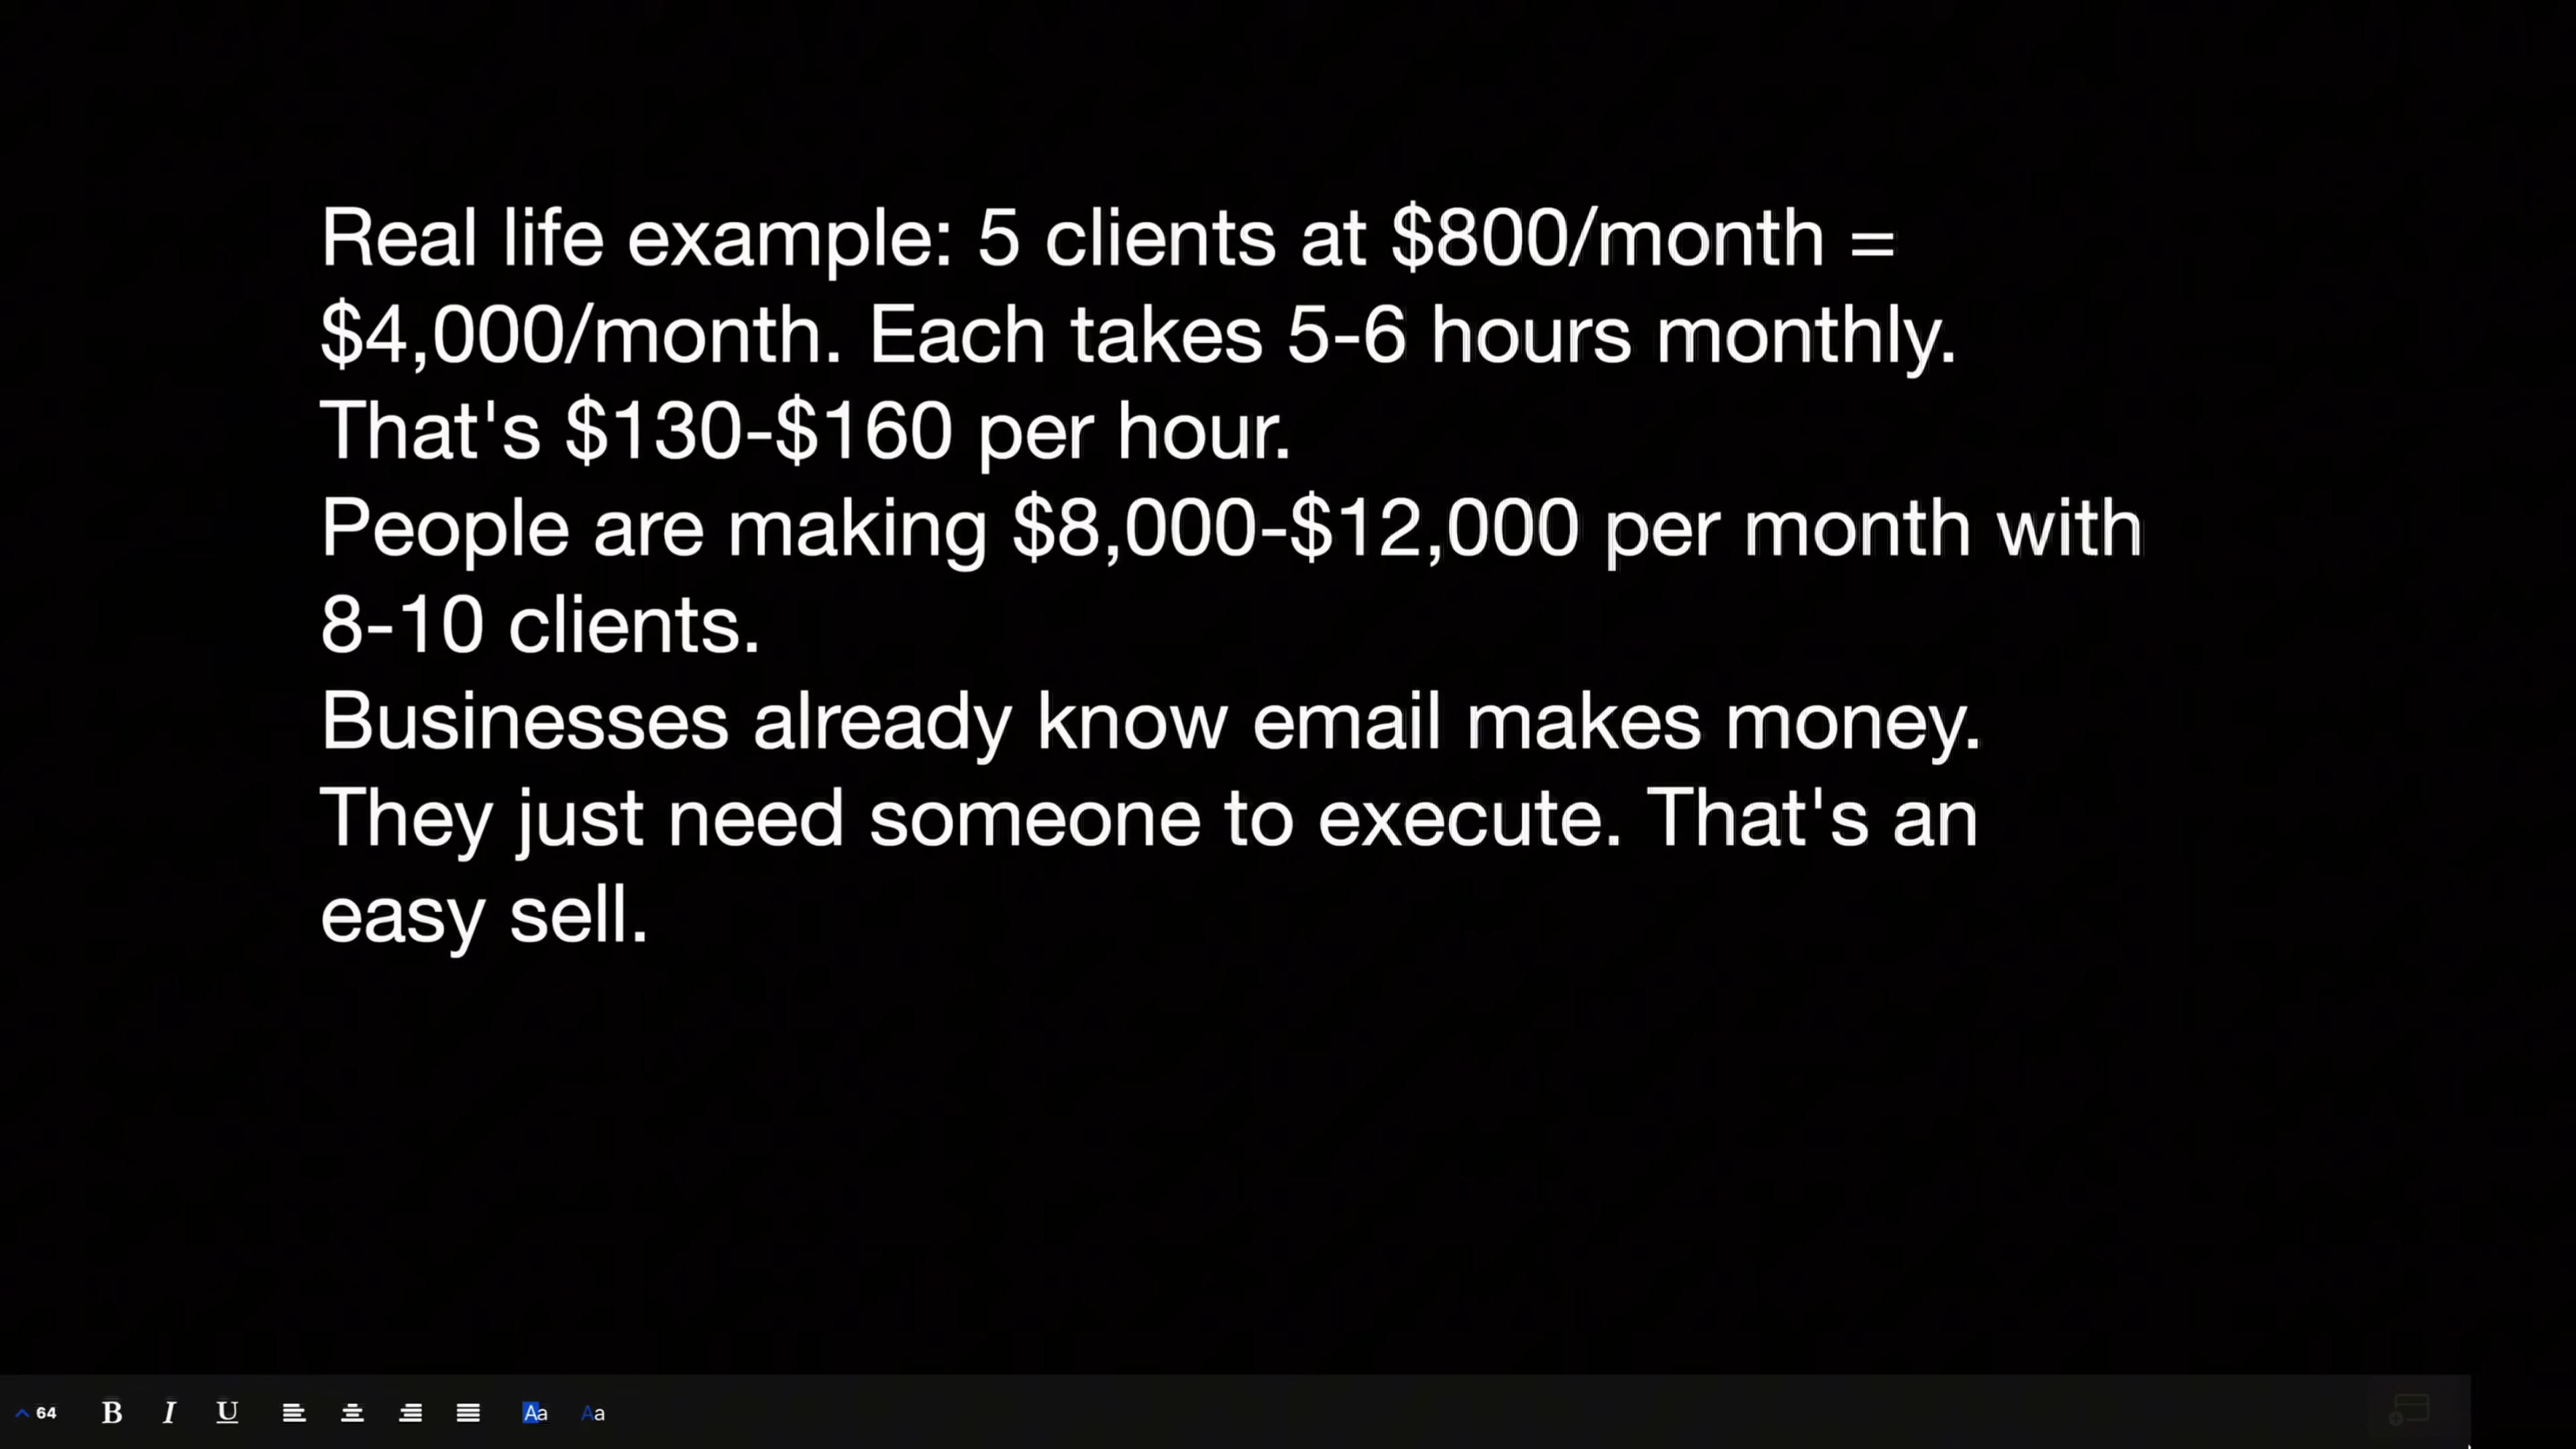 Real life example: 5 clients at $800/month =
$4,000/month. Each takes 5-6 hours monthly.
That's $130-$160 per hour.
People are making $8,000-$12,000 per month with
8-10 clients.
Businesses already know email makes money.
They just need someone to execute. That's an
easy sell.
64 B I U Aa Aa